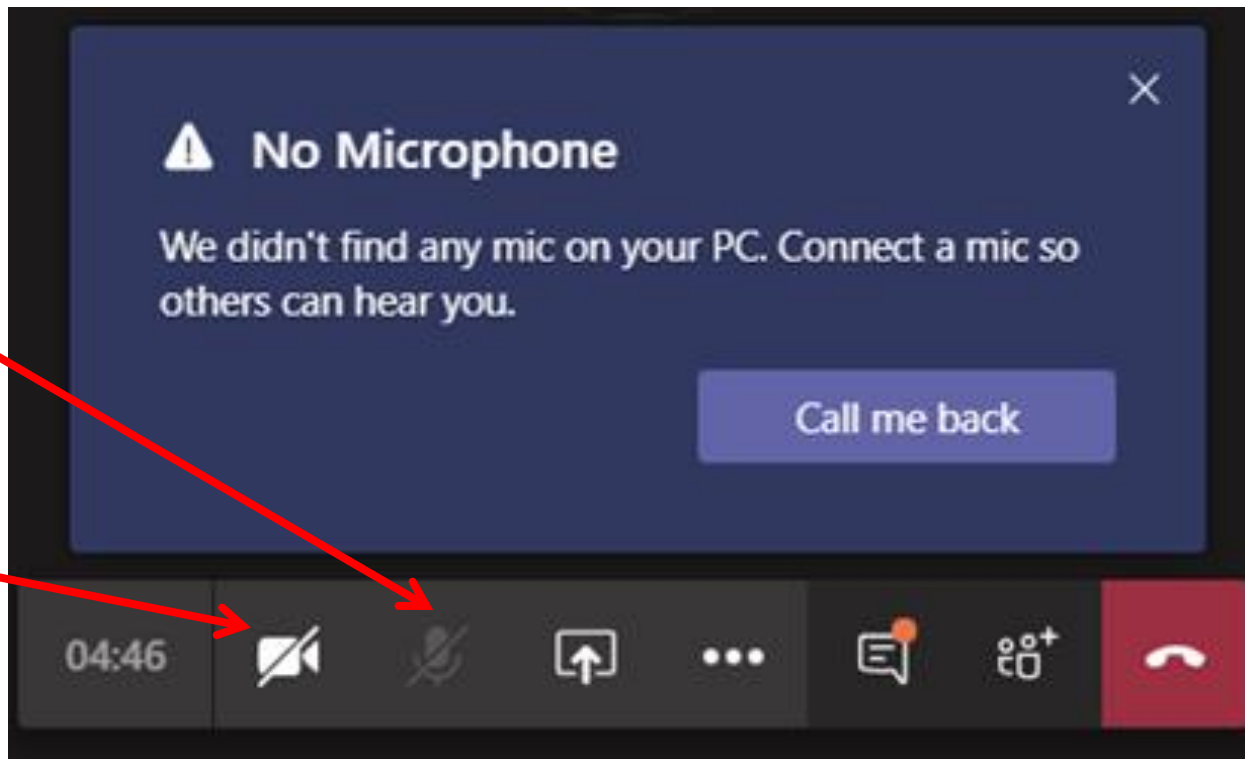 No Microphone
We didn't find any mic on your PC. Connect a mic so
others can hear you.
Call me back
04:46